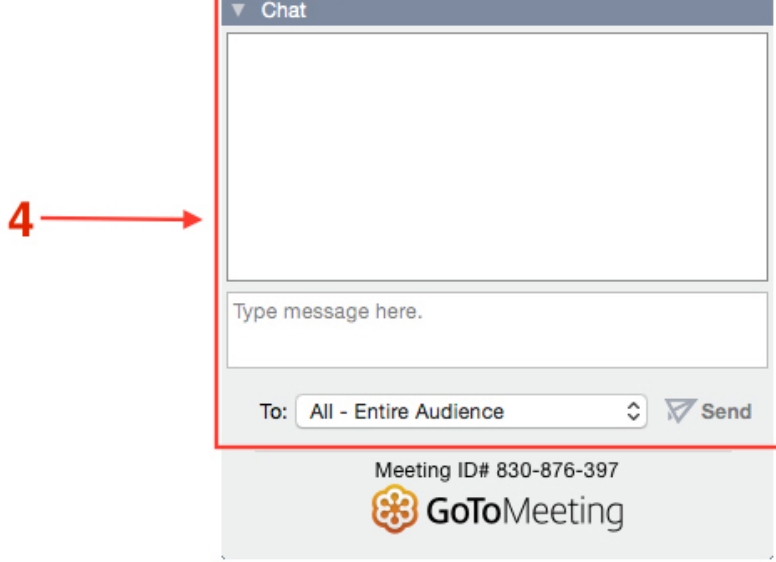 Chat
4
Type message here.
To: All - Entire Audience Send
Meeting ID# 830-876-397
GoToMeeting